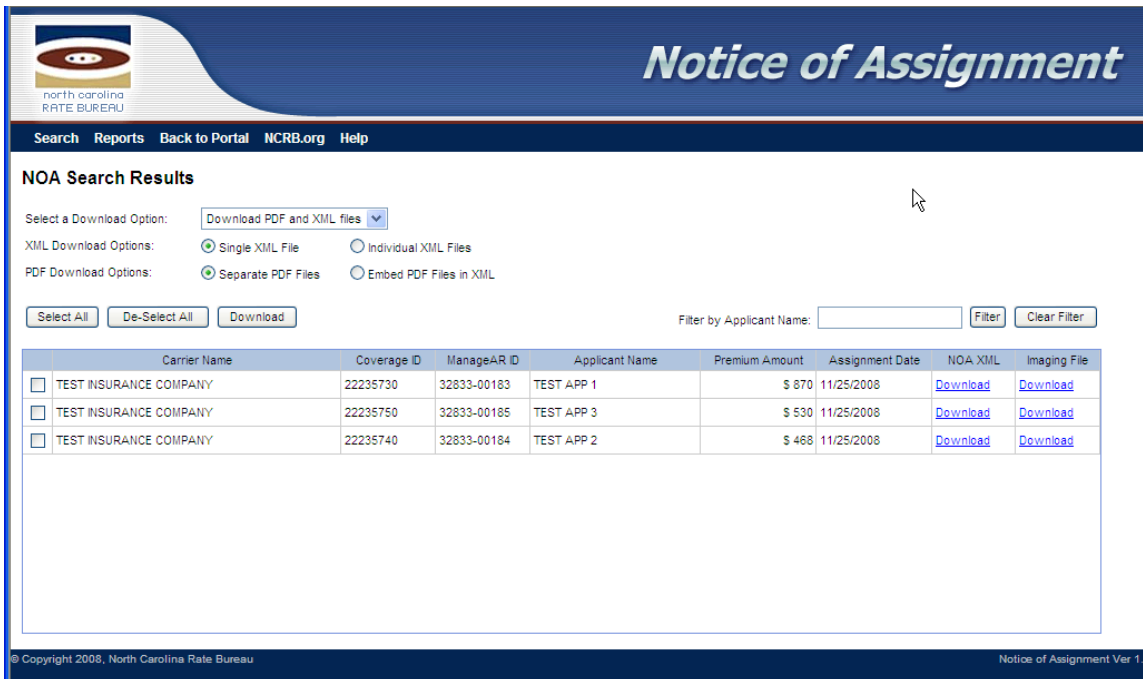 north carolina
RATE BUREAU
Notice of Assignment
Search Reports Back to Portal NCRB.org Help
NOA Search Results
Select a Download Option: Download PDF and XML files
XML Download Options: Single XML File Individual XML Files
PDF Download Options: Separate PDF Files Embed PDF Files in XML
Select All De-Select All Download Filter by Applicant Name: Filter Clear Filter
Carrier Name Coverage ID ManageAR ID Applicant Name Premium Amount Assignment Date NOA XML Imaging File
TEST INSURANCE COMPANY 22235730 32833-00183 TEST APP 1 $ 870 11/25/2008 Download Download
TEST INSURANCE COMPANY 22235750 32833-00185 TEST APP 3 $ 530 11/25/2008 Download Download
TEST INSURANCE COMPANY 22235740 32833-00184 TEST APP 2 $ 468 11/25/2008 Download Download
© Copyright 2008, North Carolina Rate Bureau Notice of Assignment Ver 1.